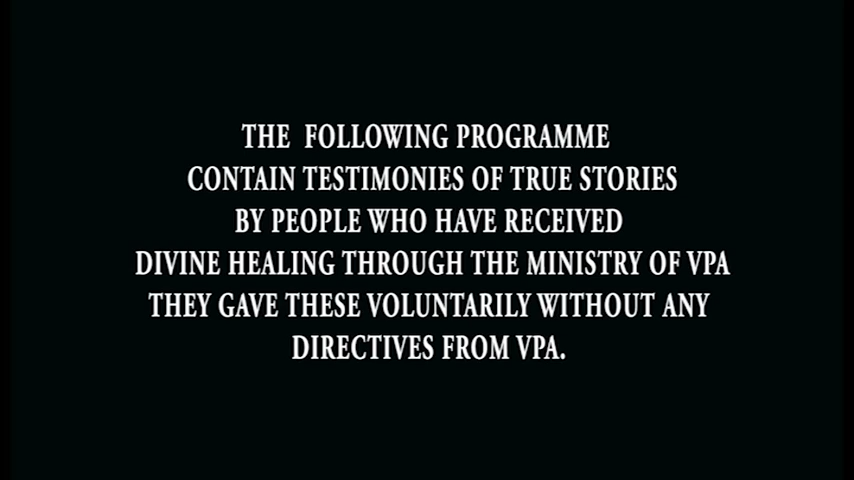 THE FOLLOWING PROGRAMME
CONTAIN TESTIMONIES OF TRUE STORIES
BY PEOPLE WHO HAVE RECEIVED
DIVINE HEALING THROUGH THE MINISTRY OF VPA
THEY GAVE THESE VOLUNTARILY WITHOUT ANY
DIRECTIVES FROM VPA.